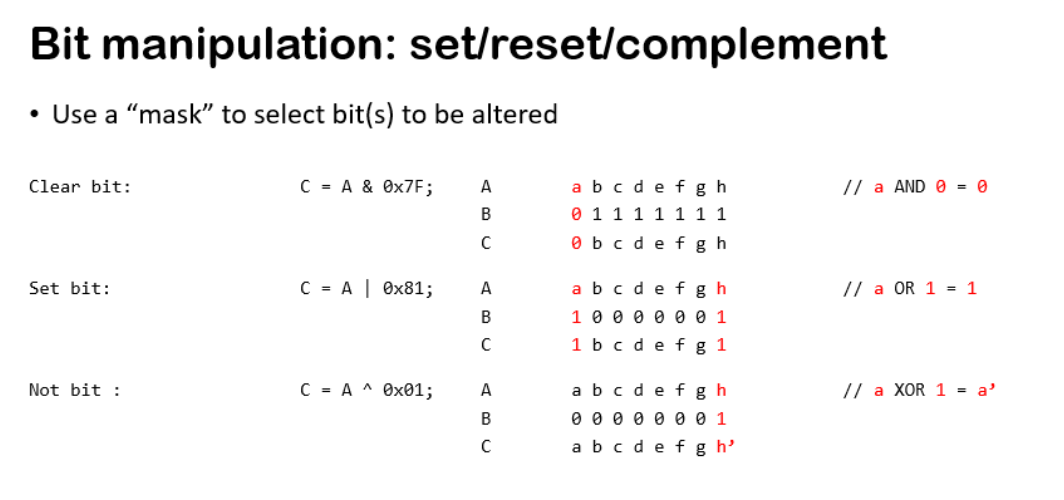 Bit manipulation: set/reset/complement
• Use a “mask” to select bit(s) to be altered
Clear bit: C = A & 0x7F; A a b c d e f g h // a AND 0 = 0
B 0 1 1 1 1 1 1 1
C 0 b c d e f g h
Set bit: C = A | 0x81; A a b c d e f g h // a OR 1 = 1
B 1 0 0 0 0 0 0 1
C 1 b c d e f g 1
Not bit : C = A ^ 0x01; A a b c d e f g h // a XOR 1 = a’
B 0 0 0 0 0 0 0 1
C a b c d e f g h’